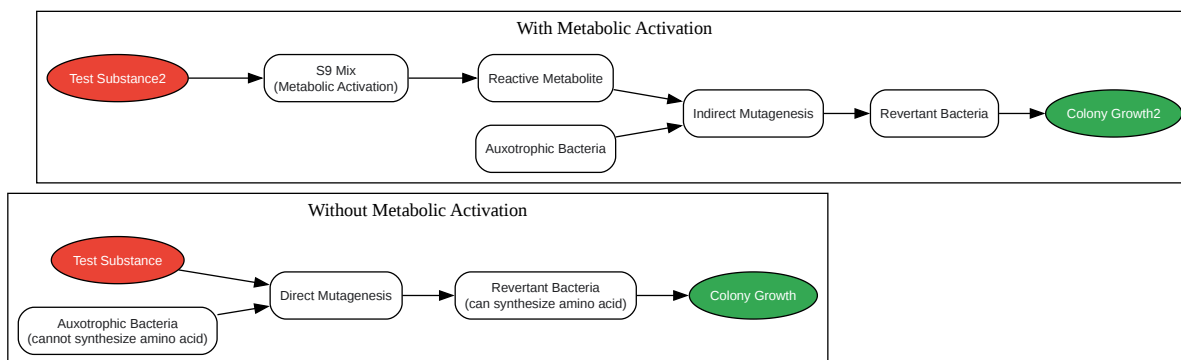 With Metabolic Activation
Test Substance2
S9 Mix
(Metabolic Activation)
Reactive Metabolite
Auxotrophic Bacteria
Indirect Mutagenesis
Revertant Bacteria
Colony Growth2
Without Metabolic Activation
Test Substance
Auxotrophic Bacteria
(cannot synthesize amino acid)
Direct Mutagenesis
Revertant Bacteria
(can synthesize amino acid)
Colony Growth